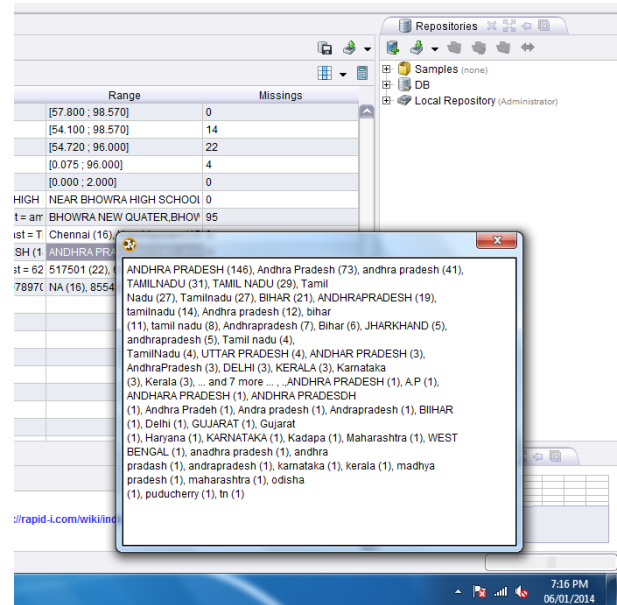 Repositories
Samples (none)
DB
Local Repository (Administrator)
Range Missings
[57.800 ; 98.570] 0
[54.100 ; 98.570] 14
[54.720 ; 96.000] 22
[0.075 ; 96.000] 4
[0.000 ; 2.000] 0
HIGH NEAR BHOWRA HIGH SCHOOL 0
t = am BHOWRA NEW QUATER,BHOW 95
ast = T Chennai (16),
SH (1 ANDHRA PRA
st = 62 517501 (22),
78970 NA (16), 8554
ANDHRA PRADESH (146), Andhra Pradesh (73), andhra pradesh (41),
TAMILNADU (31), TAMIL NADU (29), Tamil
Nadu (27), Tamilnadu (27), BIHAR (21), ANDHRAPRADESH (19),
tamilnadu (14), Andhra pradesh (12), bihar
(11), tamil nadu (8), Andhrapradesh (7), Bihar (6), JHARKHAND (5),
andhrapradesh (5), Tamil nadu (4),
TamilNadu (4), UTTAR PRADESH (4), ANDHAR PRADESH (3),
AndhraPradesh (3), DELHI (3), KERALA (3), Karnataka
(3), Kerala (3), ... and 7 more ... , .,ANDHRA PRADESH (1), A.P (1),
ANDHARA PRADESH (1), ANDHRA PRADESDH
(1), Andhra Pradeh (1), Andra pradesh (1), Andrapradesh (1), BIIHAR
(1), Delhi (1), GUJARAT (1), Gujarat
(1), Haryana (1), KARNATAKA (1), Kadapa (1), Maharashtra (1), WEST
BENGAL (1), anadhra pradesh (1), andhra
pradash (1), andrapradesh (1), karnataka (1), kerala (1), madhya
pradesh (1), maharashtra (1), odisha
(1), puducherry (1), tn (1)
://rapid-i.com/wiki/ind
7:16 PM
06/01/2014